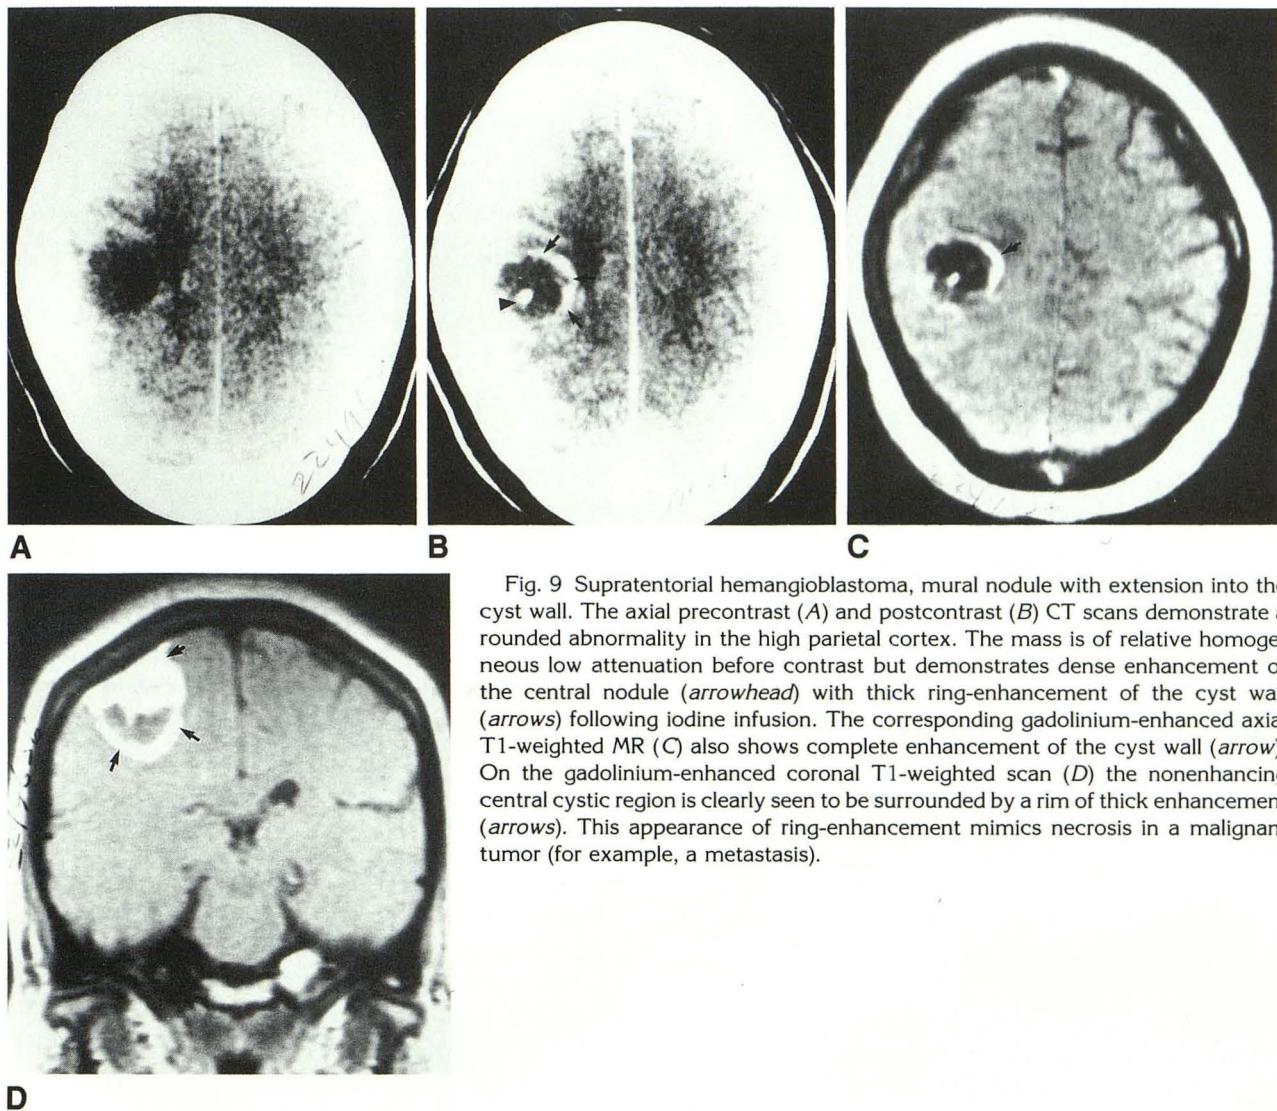 A
B
C
D
Fig. 9 Supratentorial hemangioblastoma, mural nodule with extension into the
cyst wall. The axial precontrast (A) and postcontrast (B) CT scans demonstrate
rounded abnormality in the high parietal cortex. The mass is of relative homoge-
neous low attenuation before contrast but demonstrates dense enhancement o
the central nodule (arrowhead) with thick ring-enhancement of the cyst wal
(arrows) following iodine infusion. The corresponding gadolinium-enhanced axia
T1-weighted MR (C) also shows complete enhancement of the cyst wall (arrow)
On the gadolinium-enhanced coronal T1-weighted scan (D) the nonenhancing
central cystic region is clearly seen to be surrounded by a rim of thick enhancemen
(arrows). This appearance of ring-enhancement mimics necrosis in a malignan
tumor (for example, a metastasis).